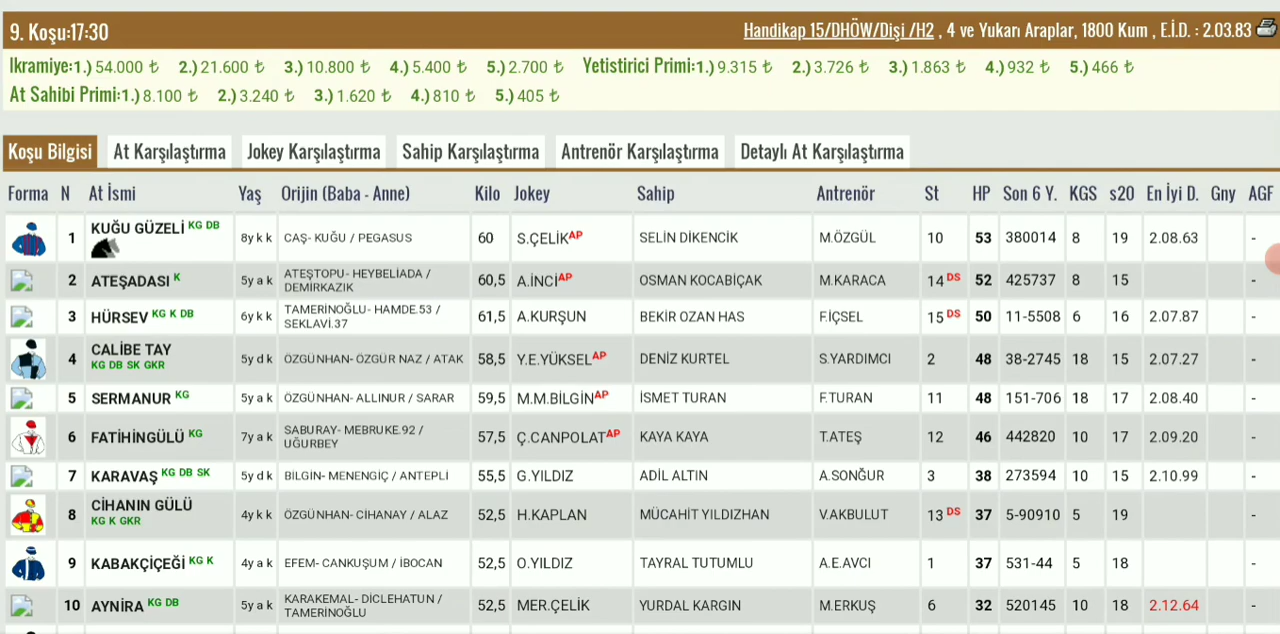 9. Koşu:17:30 Handikap 15/DHÖW/Dişi /H2 , 4 ve Yukarı Araplar, 1800 Kum , E.İ.D. : 2.03.83
Ikramiye:1.) 54.000 ₺ 2.) 21.600 ₺ 3.) 10.800 ₺ 4.) 5.400 ₺ 5.) 2.700 ₺ Yetistirici Primi:1.) 9.315 ₺ 2.) 3.726 ₺ 3.) 1.863 ₺ 4.) 932 ₺ 5.) 466 ₺
At Sahibi Primi:1.) 8.100 ₺ 2.) 3.240 ₺ 3.) 1.620 ₺ 4.) 810 ₺ 5.) 405 ₺
Koşu Bilgisi At Karşılaştırma Jokey Karşılaştırma Sahip Karşılaştırma Antrenör Karşılaştırma Detaylı At Karşılaştırma
Forma N At İsmi Yaş Orijin (Baba - Anne) Kilo Jokey Sahip Antrenör St HP Son 6 Y. KGS s20 En İyi D. Gny AGF
1 KUĞU GÜZELİ KG DB 8y k k CAŞ- KUĞU / PEGASUS 60 S.ÇELİK AP SELİN DİKENCİK M.ÖZGÜL 10 53 380014 8 19 2.08.63 -
2 ATEŞADASI K 5y a k ATEŞTOPU- HEYBELİADA / DEMİRKAZIK 60,5 A.İNCİ AP OSMAN KOCABIÇAK M.KARACA 14 DS 52 425737 8 15 -
3 HÜRSEV KG K DB 6y k k TAMERİNOĞLU- HAMDE.53 / SEKLAVİ.37 61,5 A.KURŞUN BEKİR OZAN HAS F.İÇSEL 15 DS 50 11-5508 6 16 2.07.87 -
4 CALİBE TAY KG DB SK GKR 5y d k ÖZGÜNHAN- ÖZGÜR NAZ / ATAK 58,5 Y.E.YÜKSEL AP DENİZ KURTEL S.YARDIMCI 2 48 38-2745 18 15 2.07.27 -
5 SERMANUR KG 5y a k ÖZGÜNHAN- ALLINUR / SARAR 59,5 M.M.BİLGİN AP İSMET TURAN F.TURAN 11 48 151-706 18 17 2.08.40 -
6 FATİHİNGÜLÜ KG 7y a k SABURAY- MEBRUKE.92 / UĞURBEY 57,5 Ç.CANPOLAT AP KAYA KAYA T.ATEŞ 12 46 442820 10 17 2.09.20 -
7 KARAVAŞ KG DB SK 5y d k BİLGİN- MENENGİÇ / ANTEPLİ 55,5 G.YILDIZ ADİL ALTIN A.SONĞUR 3 38 273594 10 15 2.10.99 -
8 CİHANIN GÜLÜ KG K GKR 4y k k ÖZGÜNHAN- CİHANAY / ALAZ 52,5 H.KAPLAN MÜCAHİT YILDIZHAN V.AKBULUT 13 DS 37 5-90910 5 19 -
9 KABAKÇİÇEĞİ KG K 4y a k EFEM- CANKUŞUM / İBOCAN 52,5 O.YILDIZ TAYRAL TUTUMLU A.E.AVCI 1 37 531-44 5 18 -
10 AYNİRA KG DB 5y a k KARAKEMAL- DİCLEHATUN / TAMERİNOĞLU 52,5 MER.ÇELİK YURDAL KARGIN M.ERKUŞ 6 32 520145 10 18 2.12.64 -